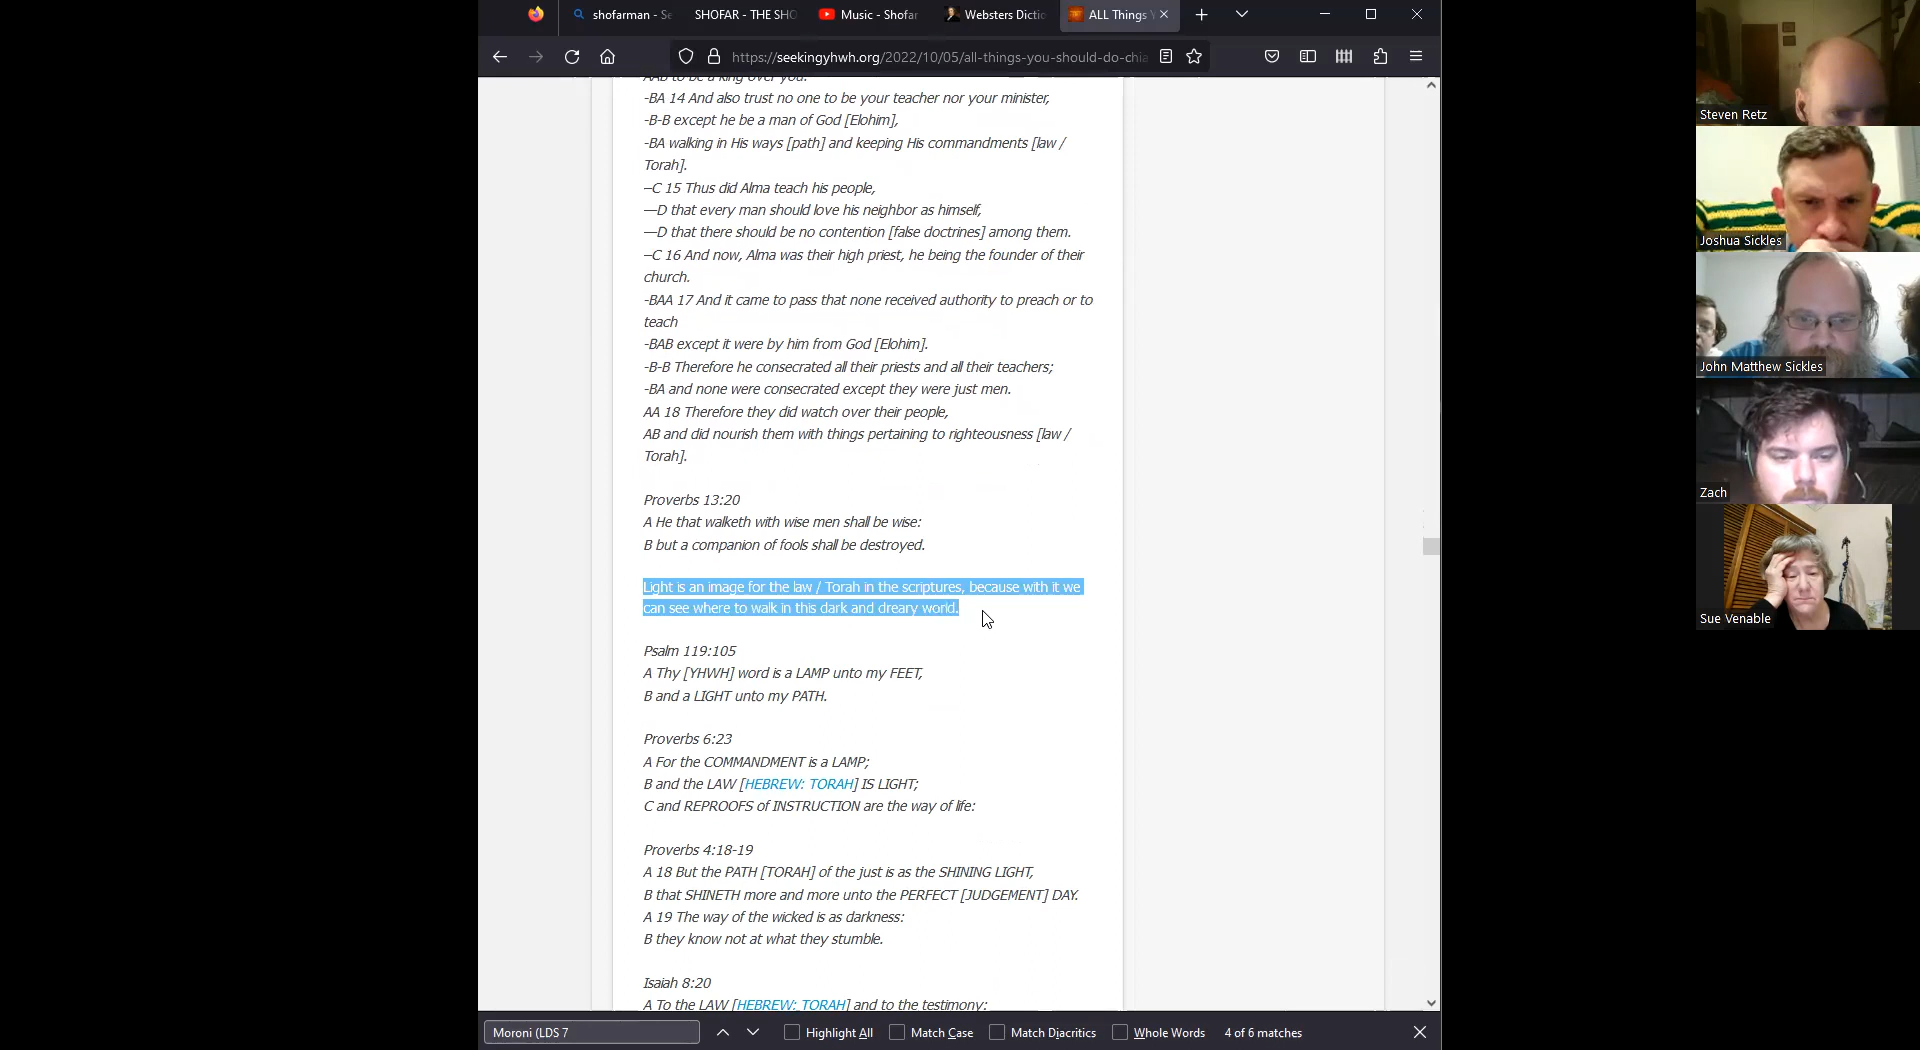 shofarman - Se
SHOFAR - THE SHO
Music - Shofar
Websters Dictio
ALL Things Y
https://seekingyhwh.org/2022/10/05/all-things-you-should-do-chia
AAB to be a king over you.
-BA 14 And also trust no one to be your teacher nor your minister,
-B-B except he be a man of God [Elohim],
-BA walking in His ways [path] and keeping His commandments [law /
Torah].
–C 15 Thus did Alma teach his people,
—D that every man should love his neighbor as himself,
—D that there should be no contention [false doctrines] among them.
–C 16 And now, Alma was their high priest, he being the founder of their
church.
-BAA 17 And it came to pass that none received authority to preach or to
teach
-BAB except it were by him from God [Elohim].
-B-B Therefore he consecrated all their priests and all their teachers;
-BA and none were consecrated except they were just men.
AA 18 Therefore they did watch over their people,
AB and did nourish them with things pertaining to righteousness [law /
Torah].
Proverbs 13:20
A He that walketh with wise men shall be wise:
B but a companion of fools shall be destroyed.
Light is an image for the law / Torah in the scriptures, because with it we
can see where to walk in this dark and dreary world.
Psalm 119:105
A Thy [YHWH] word is a LAMP unto my FEET,
B and a LIGHT unto my PATH.
Proverbs 6:23
A For the COMMANDMENT is a LAMP;
B and the LAW [HEBREW: TORAH] IS LIGHT;
C and REPROOFS of INSTRUCTION are the way of life:
Proverbs 4:18-19
A 18 But the PATH [TORAH] of the just is as the SHINING LIGHT,
B that SHINETH more and more unto the PERFECT [JUDGEMENT] DAY.
A 19 The way of the wicked is as darkness:
B they know not at what they stumble.
Isaiah 8:20
A To the LAW [HEBREW: TORAH] and to the testimony:
Moroni (LDS 7
Highlight All
Match Case
Match Diacritics
Whole Words
4 of 6 matches
Steven Retz
Joshua Sickles
John Matthew Sickles
Zach
Sue Venable